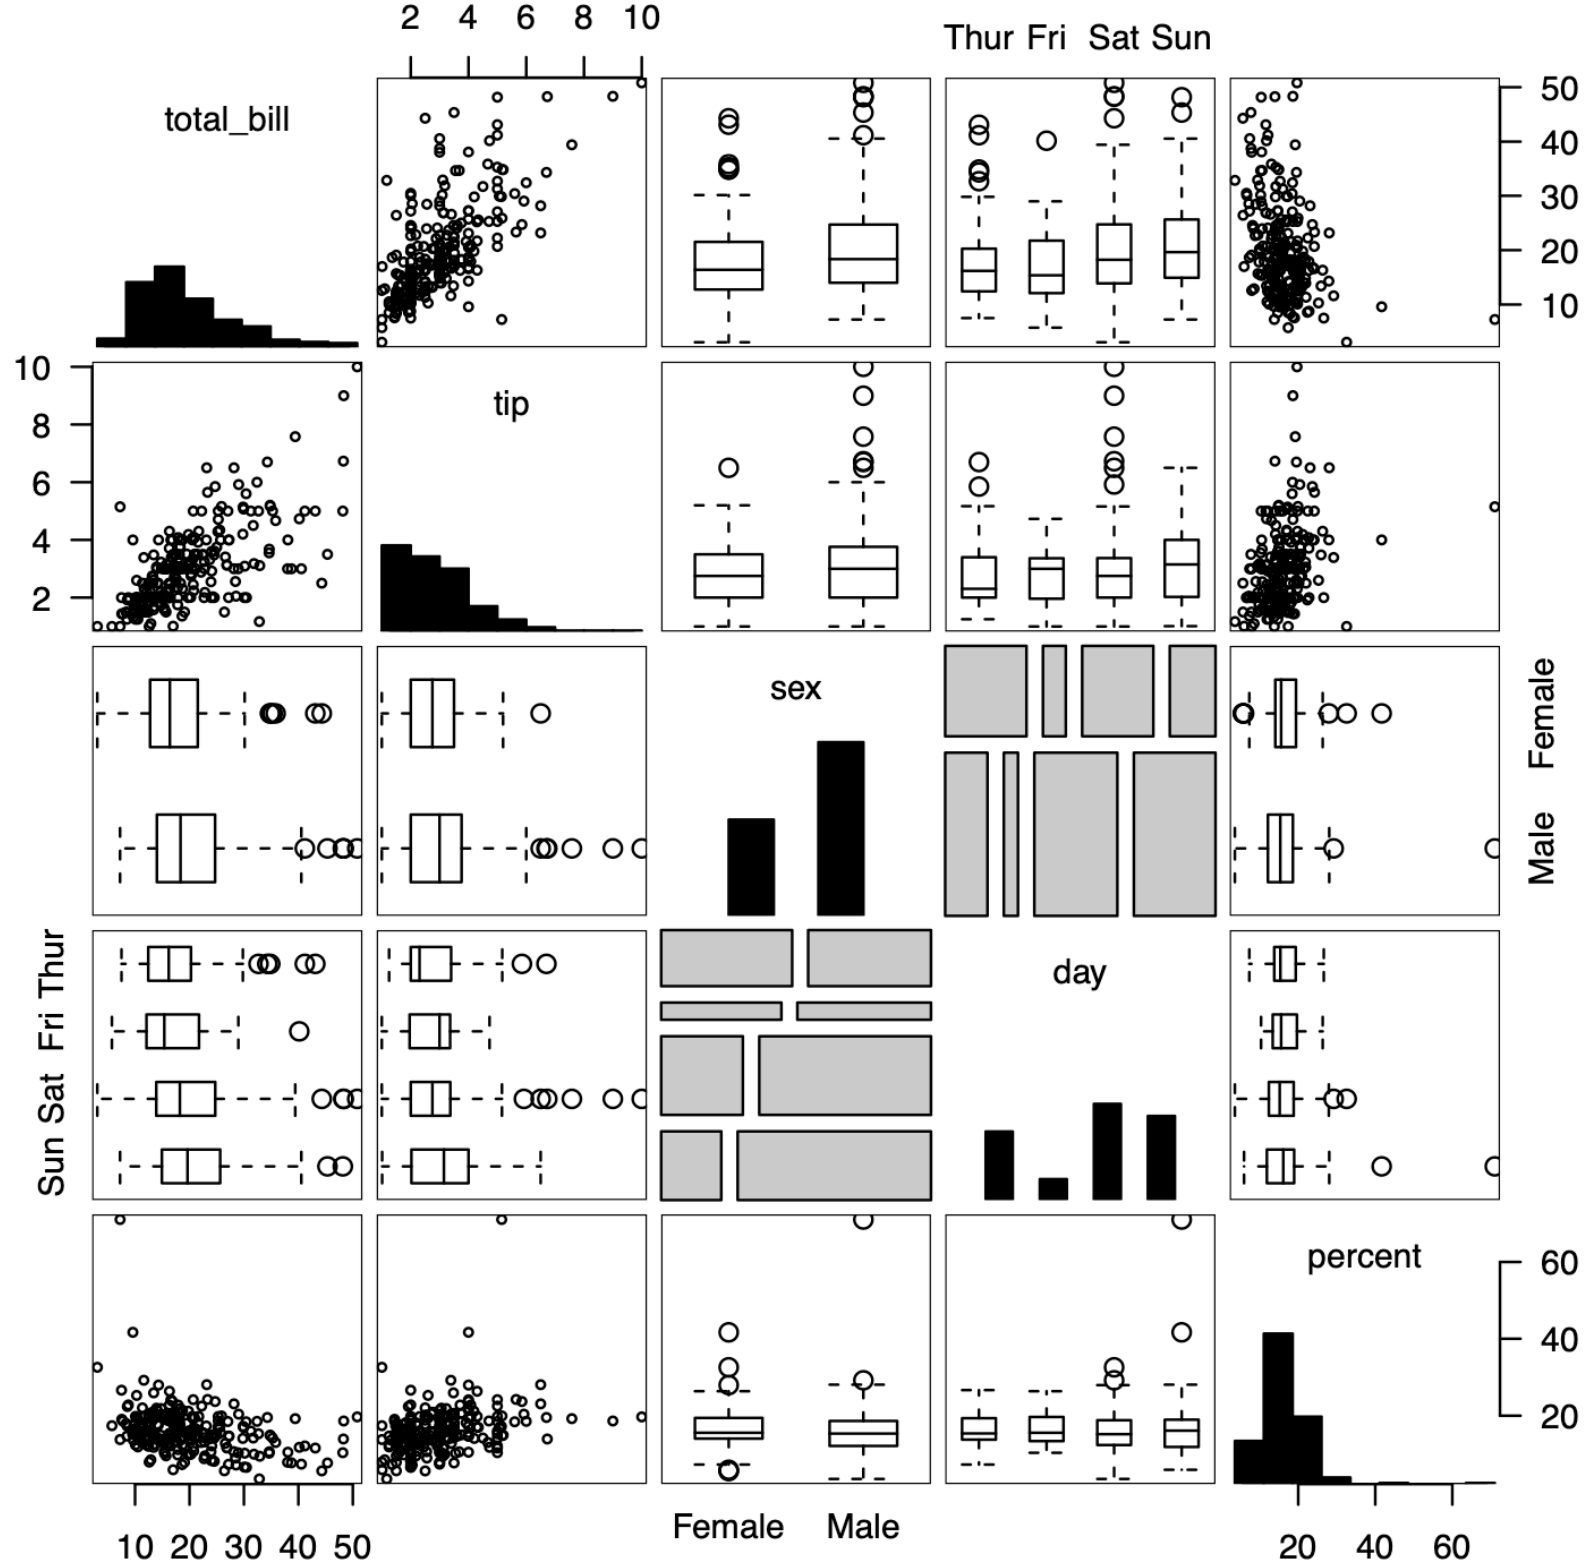 2 4 6 8 10
Thur Fri Sat Sun
total_bill
50
40
30
20
10
10
8
6
4
2
tip
sex
Female
Male
Thur
Fri
Sat
Sun
day
percent
60
40
20
Female Male
10 20 30 40 50
20 40 60